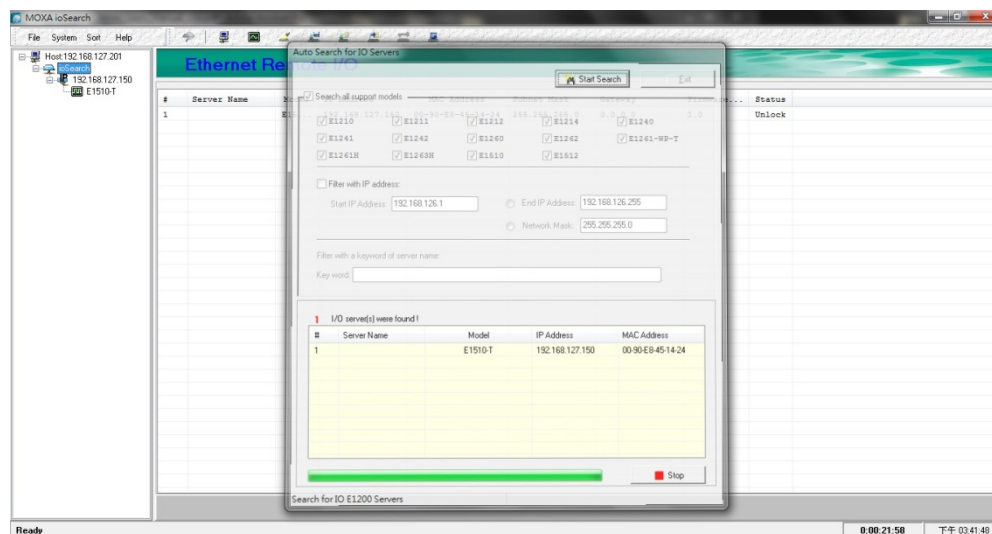 MOXA ioSearch
File System Sort Help
Host:192.168.127.201
ioSearch
192.168.127.150
E1510-T
Ethernet Remote I/O
# Server Name
Status
1
1.0 Unlock
Auto Search for IO Servers
Start Search
Exit
Search all support models
E1210 E1211 E1212 E1214 E1240
E1241 E1242 E1260 E1262 E1261-WP-T
E1261H E1263H E1510 E1512
Filter with IP address:
Start IP Address: 192.168.126.1 End IP Address: 192.168.126.255
Network Mask: 255.255.255.0
Filter with a keyword of server name
Key word:
1 I/O server(s) were found !
# Server Name Model IP Address MAC Address
1 E1510-T 192.168.127.150 00-90-E8-45-14-24
Stop
Search for IO E1200 Servers
Ready
0:00:21:58 下午 03:41:48